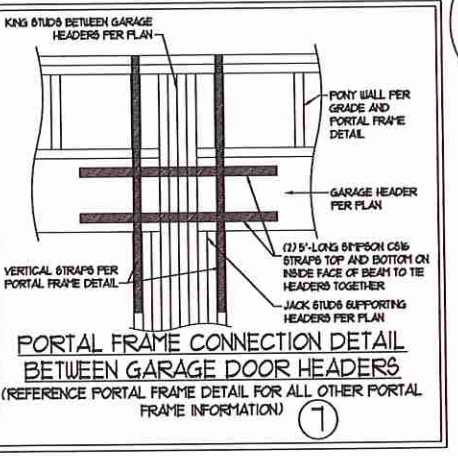 KING STUDS BETWEEN GARAGE
HEADERS PER PLAN
PONY WALL PER
GRADE AND
PORTAL FRAME
DETAIL
GARAGE HEADER
PER PLAN
(2) 5'-LONG SIMPSON CS16
STRAPS TOP AND BOTTOM ON
INSIDE FACE OF BEAM TO TIE
HEADERS TOGETHER
VERTICAL STRAPS PER
PORTAL FRAME DETAIL
JACK STUDS SUPPORTING
HEADERS PER PLAN
PORTAL FRAME CONNECTION DETAIL
BETWEEN GARAGE DOOR HEADERS
(REFERENCE PORTAL FRAME DETAIL FOR ALL OTHER PORTAL
FRAME INFORMATION)
7